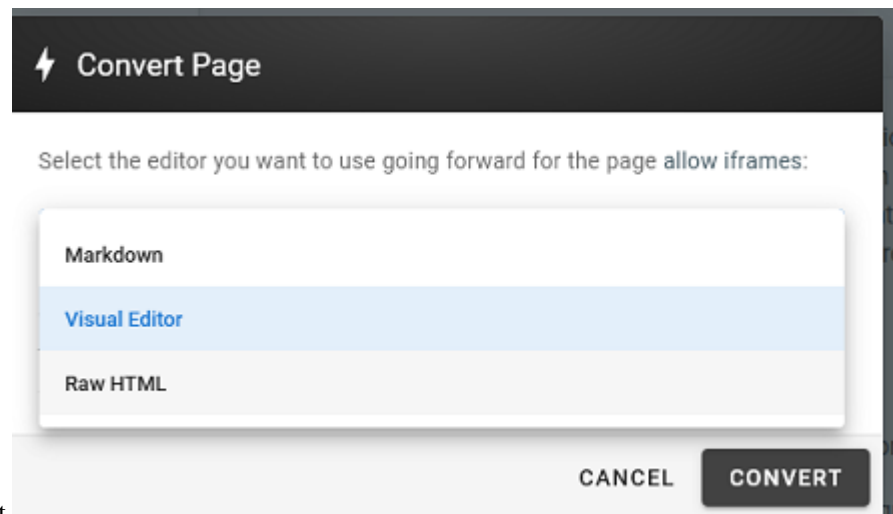 Convert Page
Select the editor you want to use going forward for the page allow iframes:
Markdown
Visual Editor
Raw HTML
CANCEL CONVERT